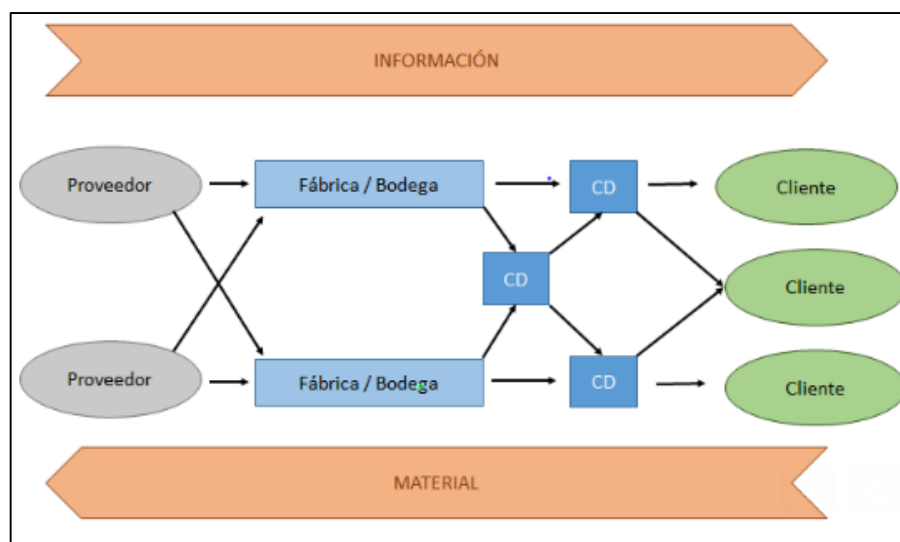 INFORMACIÓN
Proveedor
Fábrica / Bodega
CD
Cliente
CD
Cliente
Proveedor
Fábrica / Bodega
CD
Cliente
MATERIAL